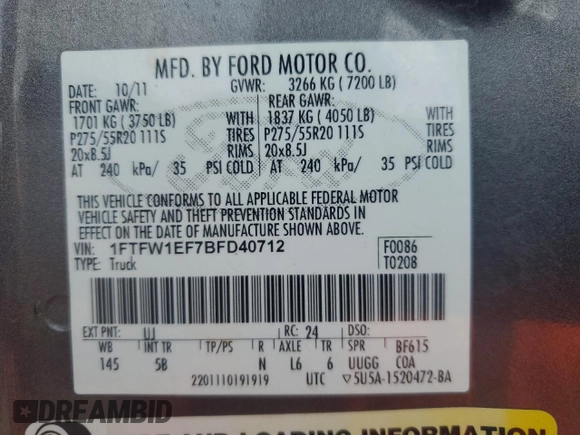 MFD. BY FORD MOTOR CO.
DATE: 10/11 GVWR: 3266 KG ( 7200 LB)
FRONT GAWR: REAR GAWR:
1701 KG ( 3750 LB) WITH 1837 KG ( 4050 LB) WITH
P275/55R20 111S TIRES P275/55R20 111S TIRES
20x8.5J RIMS 20x8.5J RIMS
AT 240 kPa/ 35 PSI COLD AT 240 kPa/ 35 PSI COLD
THIS VEHICLE CONFORMS TO ALL APPLICABLE FEDERAL MOTOR
VEHICLE SAFETY AND THEFT PREVENTION STANDARDS IN
EFFECT ON THE DATE OF MANUFACTURE SHOWN ABOVE.
VIN: 1FTFW1EF7BFD40712 F0086
TYPE: Truck T0208
EXT PNT: UJ RC: 24 DSO:
WB INT TR TP/PS R AXLE TR SPR BF615
145 5B N L6 6 UUGG COA
2201110191919 UTC ▽5U5A-1520472-BA
DREAMBID
AND LOADING INFORMATION